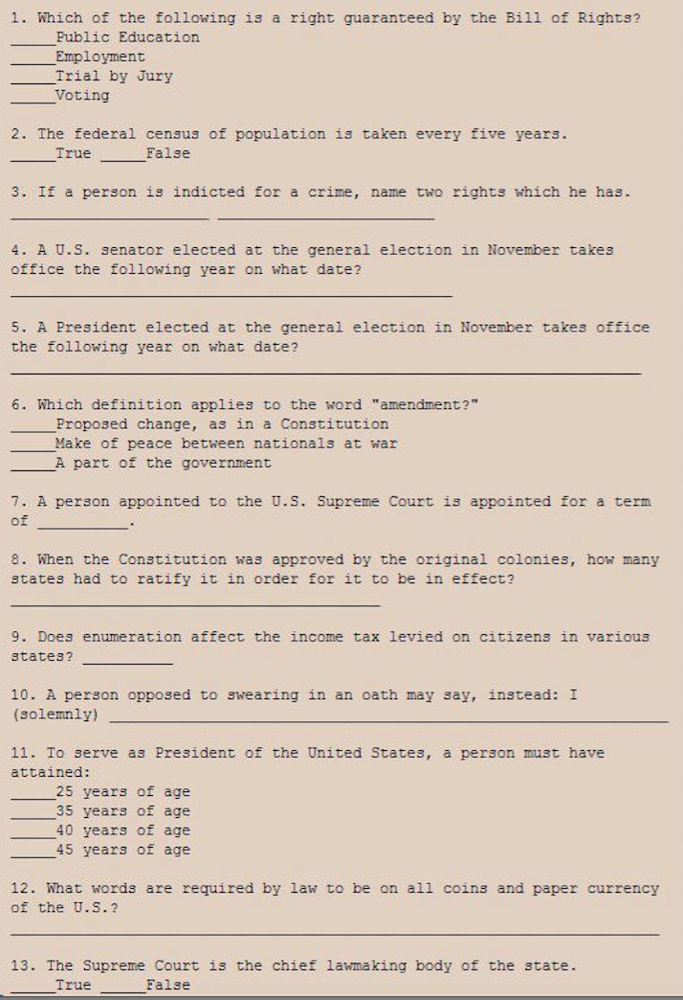 1. Which of the following is a right guaranteed by the Bill of Rights?
_____Public Education
_____Employment
_____Trial by Jury
_____Voting
2. The federal census of population is taken every five years.
_____True _____False
3. If a person is indicted for a crime, name two rights which he has.
______________________ ________________________
4. A U.S. senator elected at the general election in November takes
office the following year on what date?
_________________________________________________
5. A President elected at the general election in November takes office
the following year on what date?
______________________________________________________________________
6. Which definition applies to the word "amendment?"
_____Proposed change, as in a Constitution
_____Make of peace between nationals at war
_____A part of the government
7. A person appointed to the U.S. Supreme Court is appointed for a term
of __________.
8. When the Constitution was approved by the original colonies, how many
states had to ratify it in order for it to be in effect?
_________________________________________
9. Does enumeration affect the income tax levied on citizens in various
states? __________
10. A person opposed to swearing in an oath may say, instead: I
(solemnly) ______________________________________________________________
11. To serve as President of the United States, a person must have
attained:
_____25 years of age
_____35 years of age
_____40 years of age
_____45 years of age
12. What words are required by law to be on all coins and paper currency
of the U.S.?
________________________________________________________________________
13. The Supreme Court is the chief lawmaking body of the state.
_____True _____False